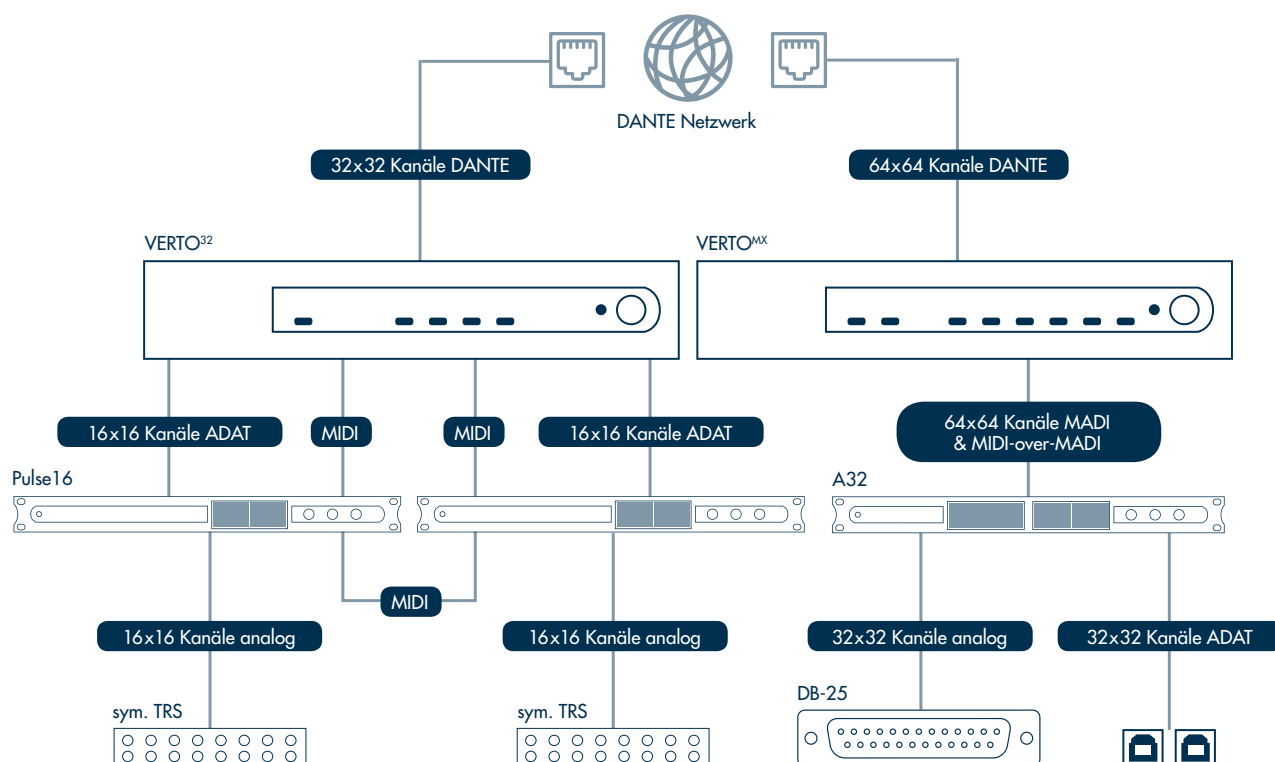 DANTE Netzwerk
32x32 Kanäle DANTE
64x64 Kanäle DANTE
VERTO³²
VERTOᴹˣ
16x16 Kanäle ADAT
MIDI
MIDI
16x16 Kanäle ADAT
64x64 Kanäle MADI
& MIDI-over-MADI
Pulse16
A32
MIDI
16x16 Kanäle analog
16x16 Kanäle analog
32x32 Kanäle analog
32x32 Kanäle ADAT
DB-25
sym. TRS
sym. TRS